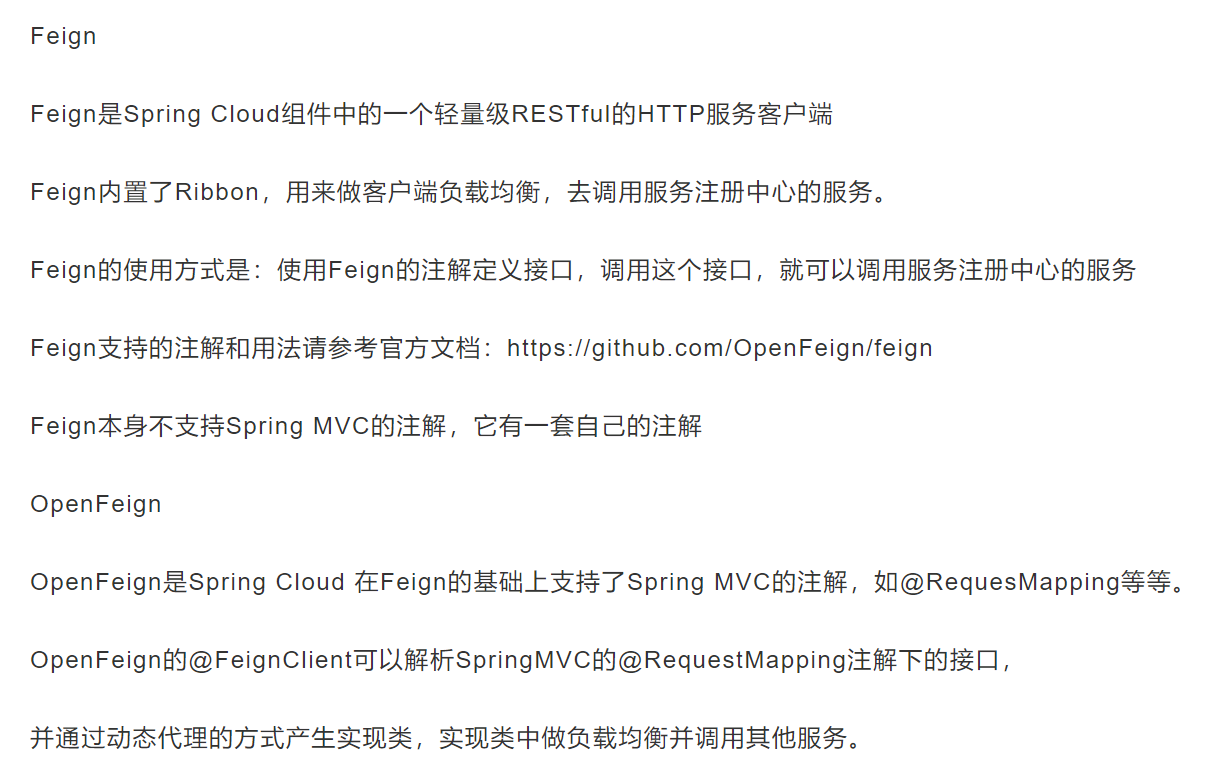 Feign
Feign是Spring Cloud组件中的一个轻量级RESTful的HTTP服务客户端
Feign内置了Ribbon，用来做客户端负载均衡，去调用服务注册中心的服务。
Feign的使用方式是：使用Feign的注解定义接口，调用这个接口，就可以调用服务注册中心的服务
Feign支持的注解和用法请参考官方文档：https://github.com/OpenFeign/feign
Feign本身不支持Spring MVC的注解，它有一套自己的注解
OpenFeign
OpenFeign是Spring Cloud 在Feign的基础上支持了Spring MVC的注解，如@RequesMapping等等。
OpenFeign的@FeignClient可以解析SpringMVC的@RequestMapping注解下的接口，
并通过动态代理的方式产生实现类，实现类中做负载均衡并调用其他服务。